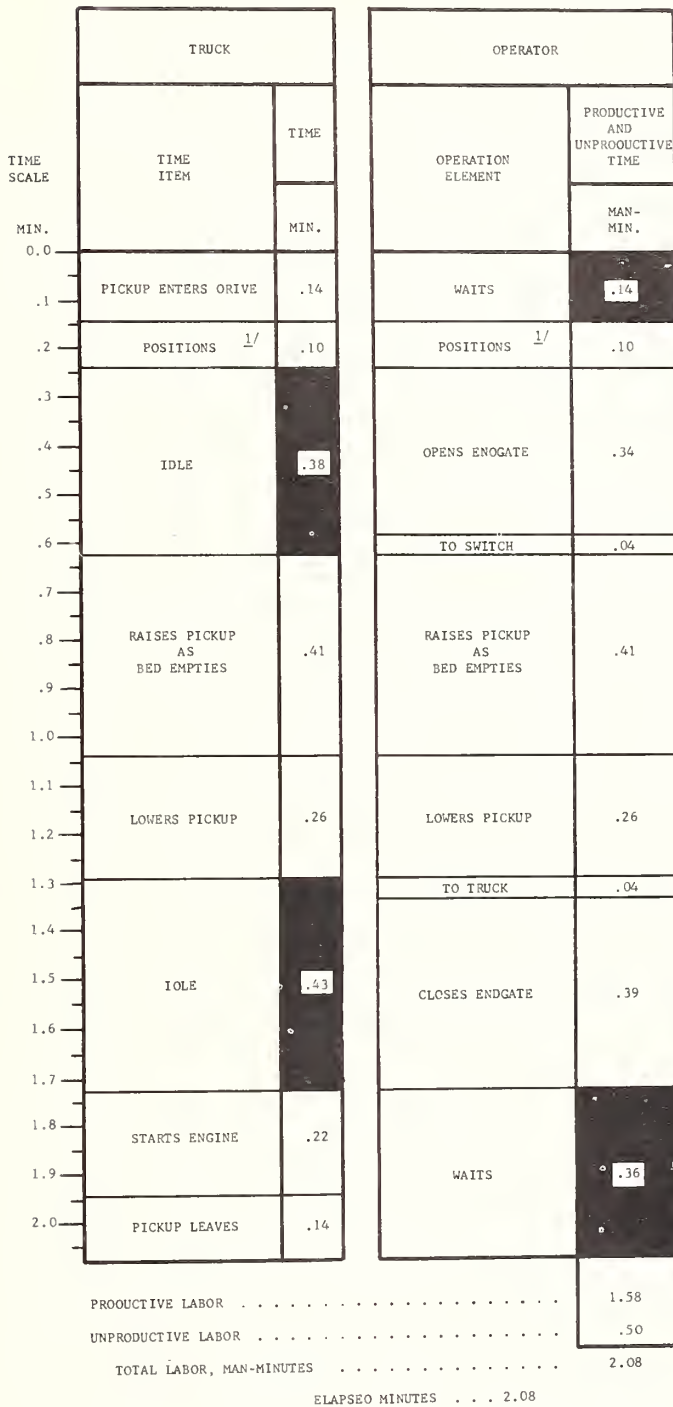 TRUCK
OPERATOR
TIME SCALE
TIME ITEM
TIME
OPERATION ELEMENT
PRODUCTIVE AND UNPROOUCTIVE TIME
MIN.
MIN.
MAN-MIN.
0.0
PICKUP ENTERS ORIVE .14 WAITS .14
.1
.2 POSITIONS 1/ .10 POSITIONS 1/ .10
.3
.4
IDLE .38 OPENS ENOGATE .34
.5
.6 TO SWITCH .04
.7
.8 RAISES PICKUP AS BED EMPTIES .41 RAISES PICKUP AS BED EMPTIES .41
.9
1.0
1.1
LOWERS PICKUP .26 LOWERS PICKUP .26
1.2
1.3 TO TRUCK .04
1.4
1.5 IOLE .43 CLOSES ENDGATE .39
1.6
1.7
1.8 STARTS ENGINE .22
1.9 WAITS .36
2.0 PICKUP LEAVES .14
PROOUCTIVE LABOR . . . . . . . . . . . . . . . . . . . . . . 1.58
UNPRODUCTIVE LABOR . . . . . . . . . . . . . . . . . . . . . .50
TOTAL LABOR, MAN-MINUTES . . . . . . . . . . . . . . . 2.08
ELAPSEO MINUTES . . . 2.08